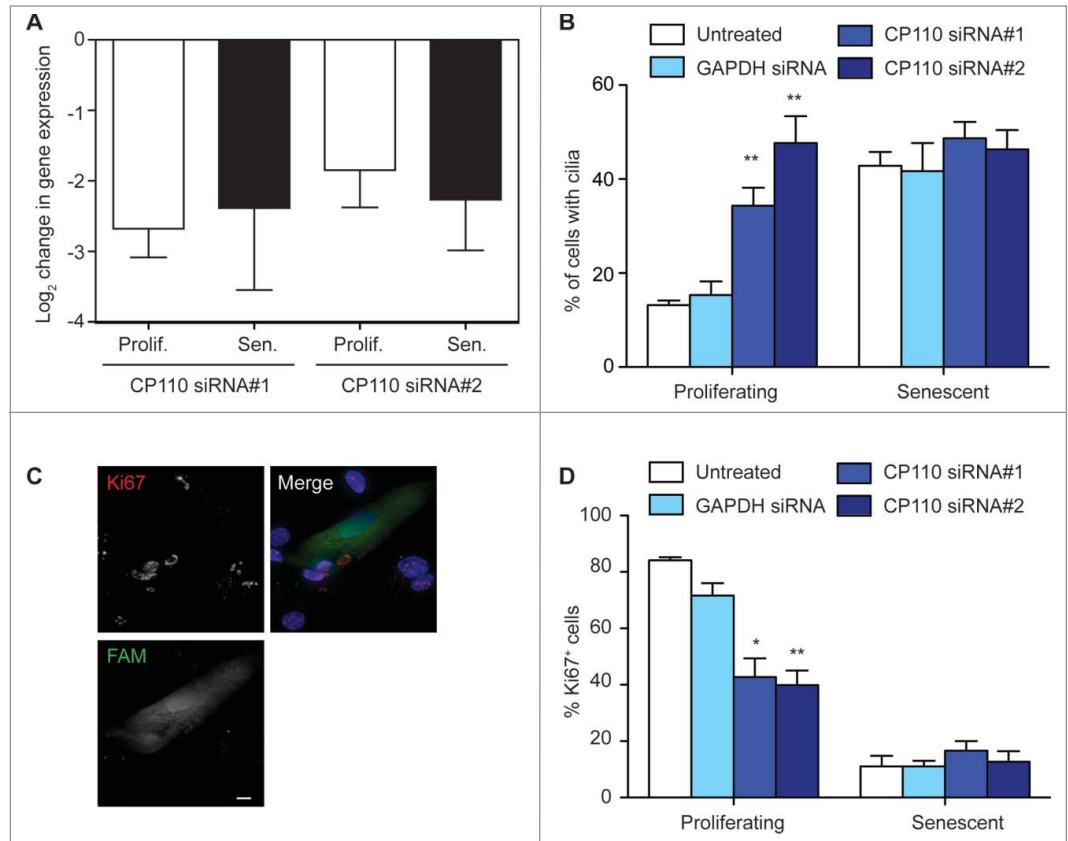 A
Log2 change in gene expression
0
-1
-2
-3
-4
Prolif. Sen. Prolif. Sen.
CP110 siRNA#1 CP110 siRNA#2
B
Untreated CP110 siRNA#1
GAPDH siRNA CP110 siRNA#2
% of cells with cilia
60
40
20
0
** **
Proliferating Senescent
C
Ki67 Merge
FAM
D
Untreated CP110 siRNA#1
GAPDH siRNA CP110 siRNA#2
% Ki67+ cells
100
80
60
40
20
0
* **
Proliferating Senescent